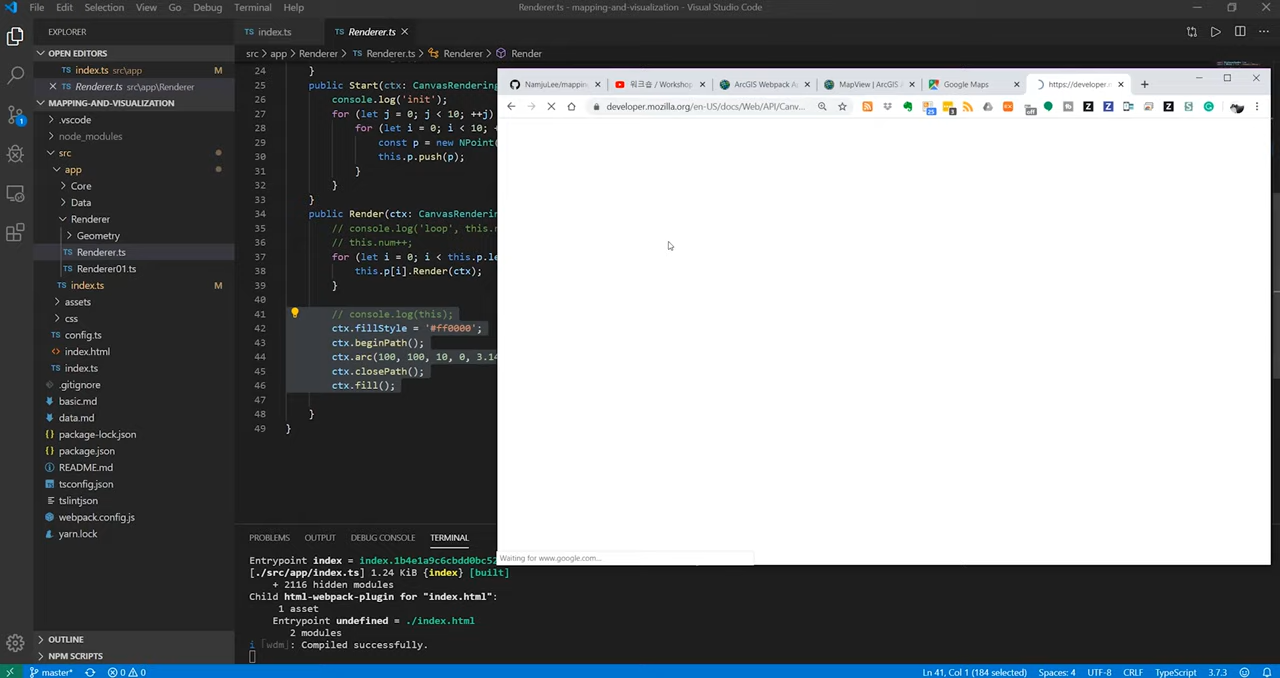 File Edit Selection View Go Debug Terminal Help
Renderer.ts - mapping-and-visualization - Visual Studio Code
EXPLORER
OPEN EDITORS
TS index.ts src\app M
TS Renderer.ts src\app\Renderer
MAPPING-AND-VISUALIZATION
.vscode
node_modules
src
app
Core
Data
Renderer
Geometry
TS Renderer.ts
TS Renderer01.ts
TS index.ts M
assets
css
TS config.ts
index.html
TS index.ts
.gitignore
basic.md
data.md
package-lock.json
package.json
README.md
tsconfig.json
tslintjson
webpack.config.js
yarn.lock
OUTLINE
NPM SCRIPTS
TS index.ts TS Renderer.ts
src > app > Renderer > TS Renderer.ts > Renderer > Render
24 }
25 public Start(ctx: CanvasRendering
26 console.log('init');
27 for (let j = 0; j < 10; ++j)
28 for (let i = 0; i < 10; +
29 const p = new NPoint(
30 this.p.push(p);
31 }
32 }
33 }
34 public Render(ctx: CanvasRenderin
35 // console.log('loop', this.n
36 // this.num++;
37 for (let i = 0; i < this.p.le
38 this.p[i].Render(ctx);
39 }
40
41 // console.log(this);
42 ctx.fillStyle = '#ff0000';
43 ctx.beginPath();
44 ctx.arc(100, 100, 10, 0, 3.14
45 ctx.closePath();
46 ctx.fill();
47
48 }
49 }
NamjuLee/mappin 워크숍 / Workshop ArcGIS Webpack Ap MapView | ArcGIS A Google Maps https://developer.
developer.mozilla.org/en-US/docs/Web/API/Canv...
Waiting for www.google.com...
PROBLEMS OUTPUT DEBUG CONSOLE TERMINAL
Entrypoint index = index.1b4e1a9c6cbdd0bc52
[./src/app/index.ts] 1.24 KiB {index} [built]
+ 2116 hidden modules
Child html-webpack-plugin for "index.html":
1 asset
Entrypoint undefined = ./index.html
2 modules
i ｢wdm｣: Compiled successfully.
master* 0 0 Ln 41, Col 1 (184 selected) Spaces: 4 UTF-8 CRLF TypeScript 3.7.3